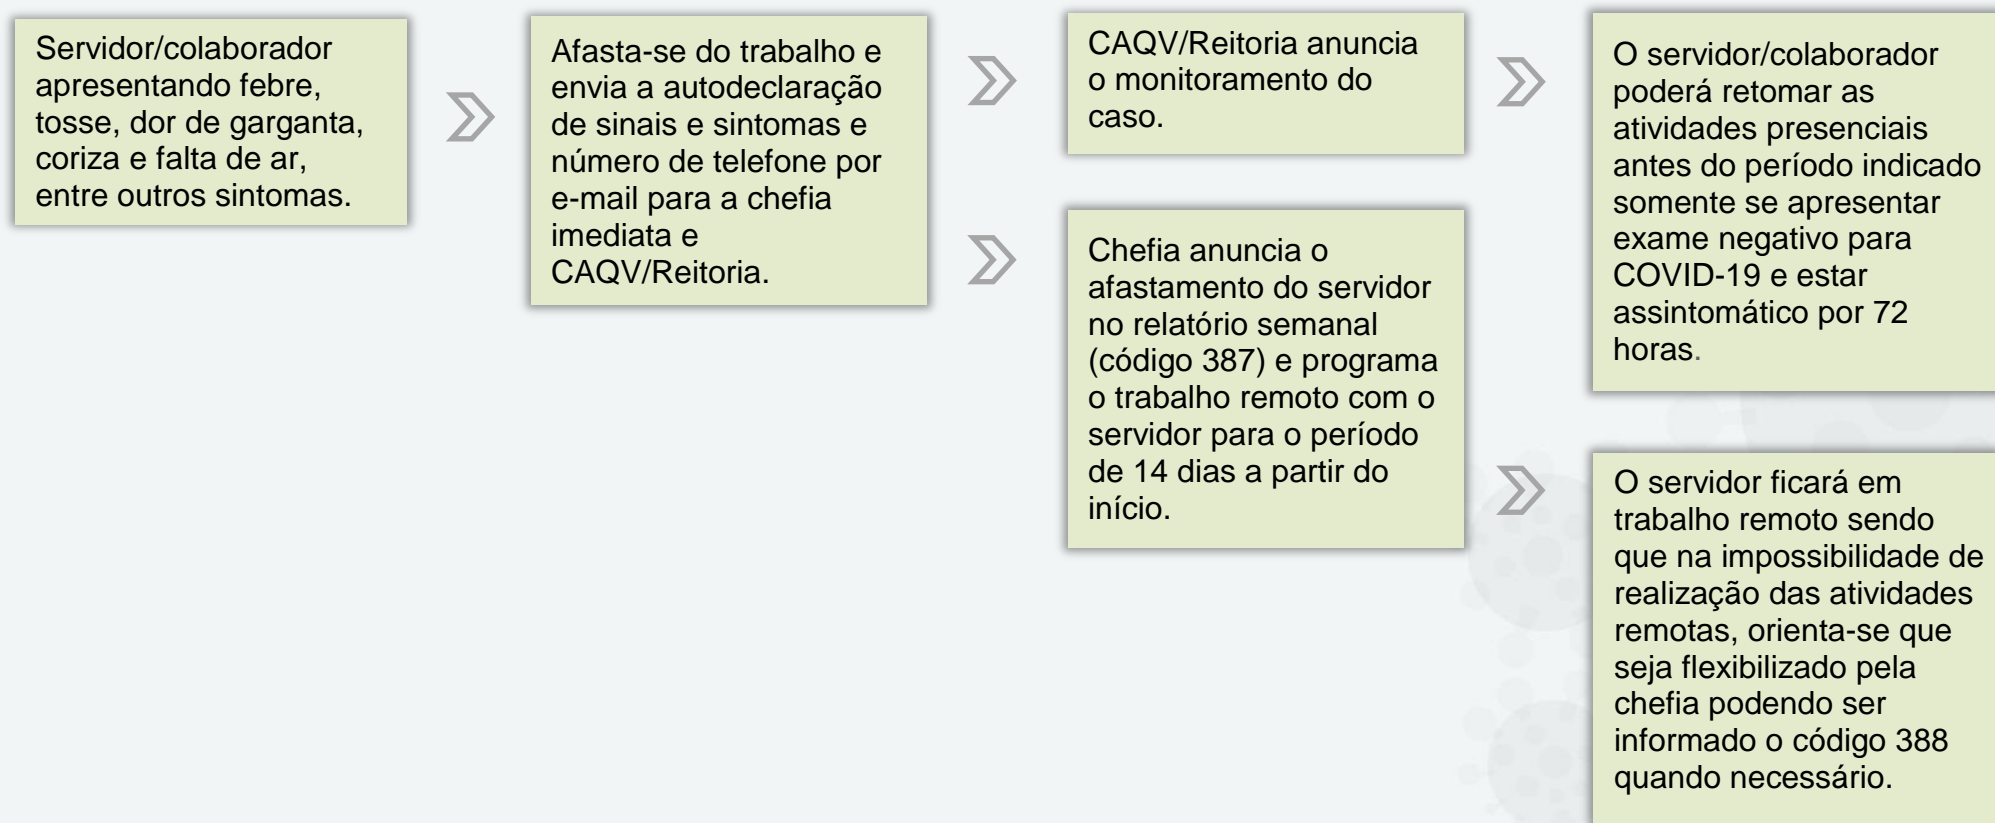 Servidor/colaborador
apresentando febre,
tosse, dor de garganta,
coriza e falta de ar,
entre outros sintomas.
Afasta-se do trabalho e
envia a autodeclaração
de sinais e sintomas e
número de telefone por
e-mail para a chefia
imediata e
CAQV/Reitoria.
CAQV/Reitoria anuncia
o monitoramento do
caso.
Chefia anuncia o
afastamento do servidor
no relatório semanal
(código 387) e programa
o trabalho remoto com o
servidor para o período
de 14 dias a partir do
início.
O servidor/colaborador
poderá retomar as
atividades presenciais
antes do período indicado
somente se apresentar
exame negativo para
COVID-19 e estar
assintomático por 72
horas.
O servidor ficará em
trabalho remoto sendo
que na impossibilidade de
realização das atividades
remotas, orienta-se que
seja flexibilizado pela
chefia podendo ser
informado o código 388
quando necessário.